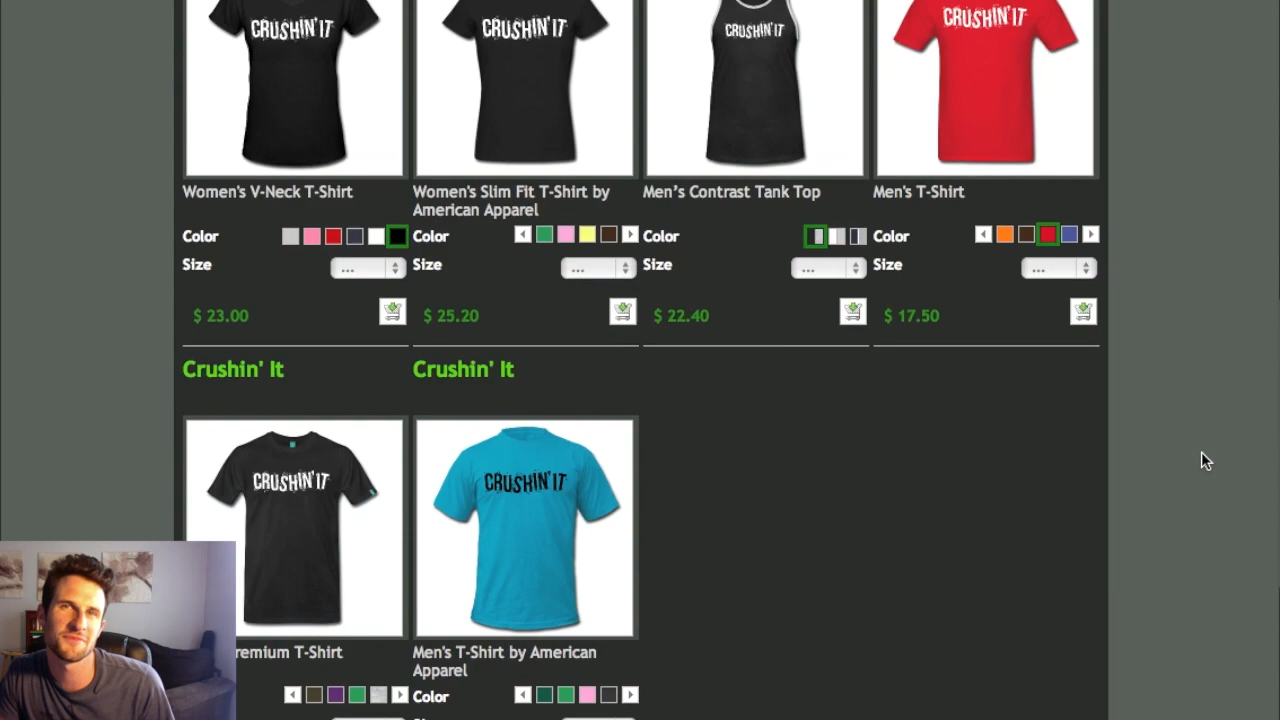 CRUSHIN'IT
CRUSHIN'IT
CRUSHIN'IT
CRUSHIN'IT
Women's V-Neck T-Shirt
Women's Slim Fit T-Shirt by
American Apparel
Men's Contrast Tank Top
Men's T-Shirt
Color
Color
Color
Color
Size
...
Size
...
Size
...
Size
...
$ 23.00
$ 25.20
$ 22.40
$ 17.50
Crushin' It
Crushin' It
CRUSHIN'IT
CRUSHIN'IT
remium T-Shirt
Men's T-Shirt by American
Apparel
Color